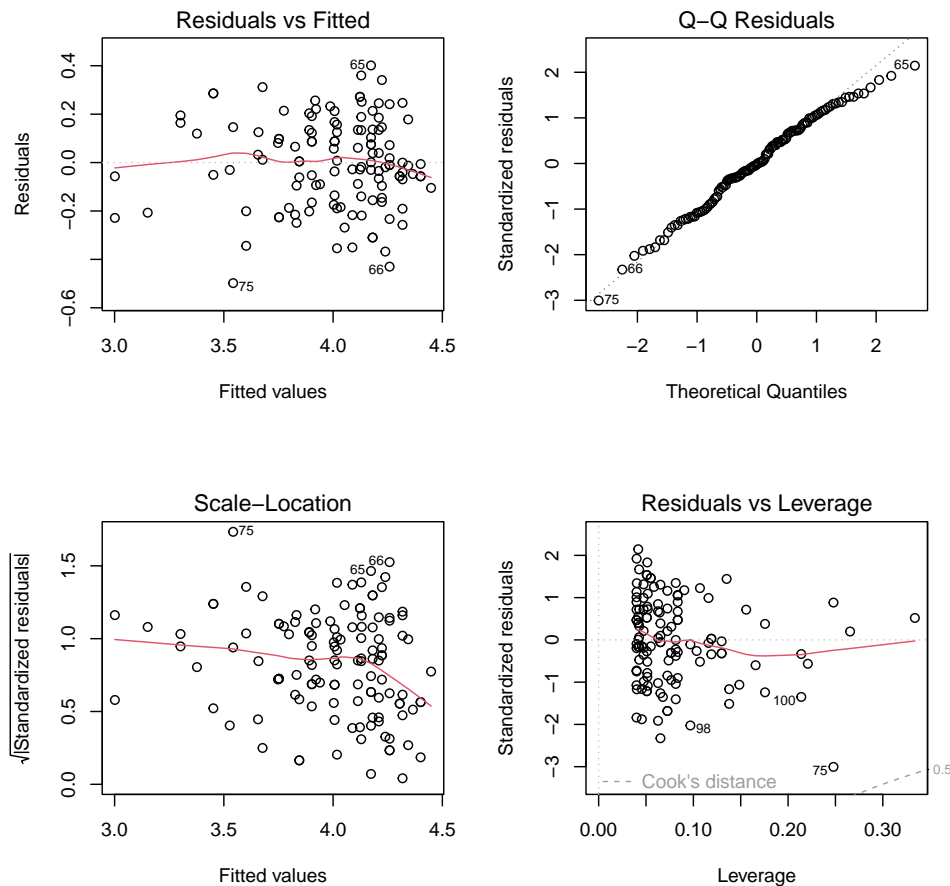 Residuals vs Fitted
Residuals
0.4
0.2
0.0
−0.2
−0.6
65
66
75
3.0 3.5 4.0 4.5
Fitted values
Q−Q Residuals
Standardized residuals
2
1
0
−1
−2
−3
65
66
75
−2 −1 0 1 2
Theoretical Quantiles
Scale−Location
√|Standardized residuals|
1.5
1.0
0.5
0.0
75
65
66
3.0 3.5 4.0 4.5
Fitted values
Residuals vs Leverage
Standardized residuals
2
1
0
−1
−2
−3
100
98
75
Cook's distance
0.5
0.00 0.10 0.20 0.30
Leverage